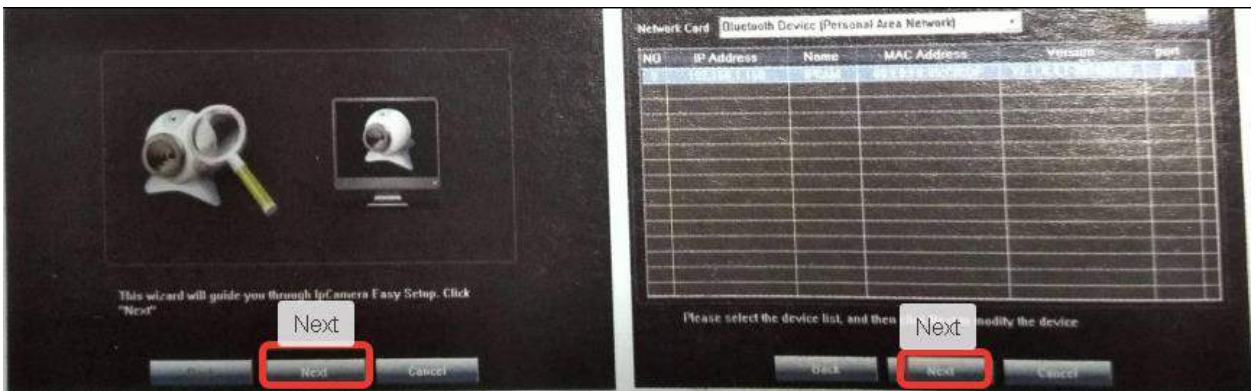 This wizard will guide you through IpCamera Easy Setup. Click
"Next"
Next
Next
Cancel
Network Card Bluetooth Device (Personal Area Network)
NO IP Address Name MAC Address Version port
Please select the device list, and then modify the device
Next
Back Next Cancel